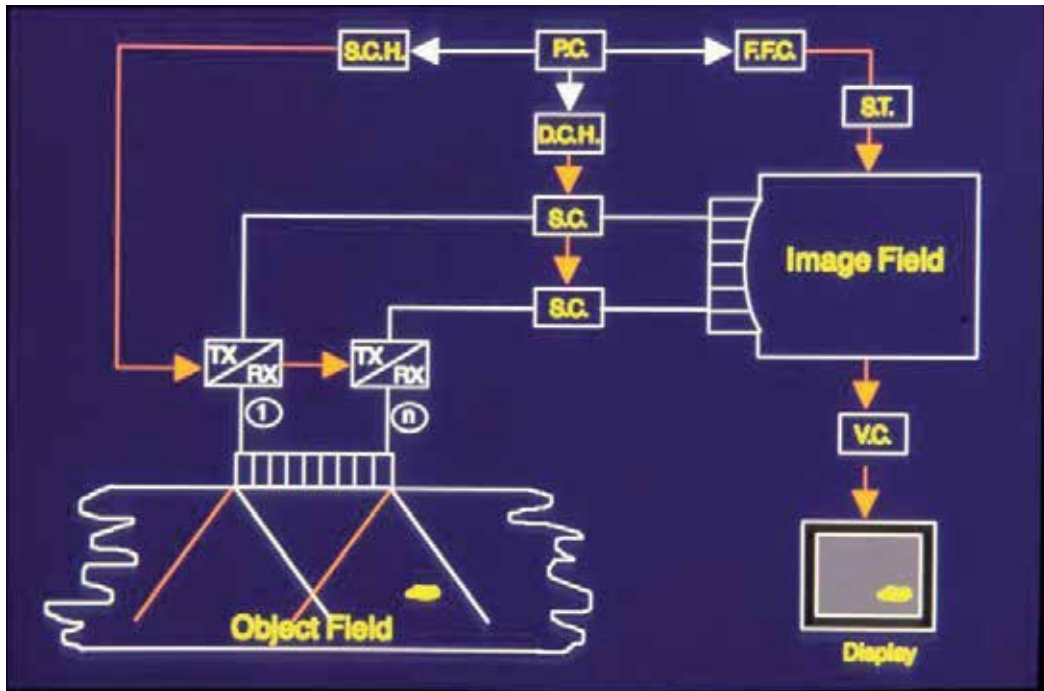 S.C.H.
P.C.
F.F.C.
S.T.
D.C.H.
S.C.
Image Field
S.C.
TX
RX
TX
RX
1
n
V.C.
Object Field
Display